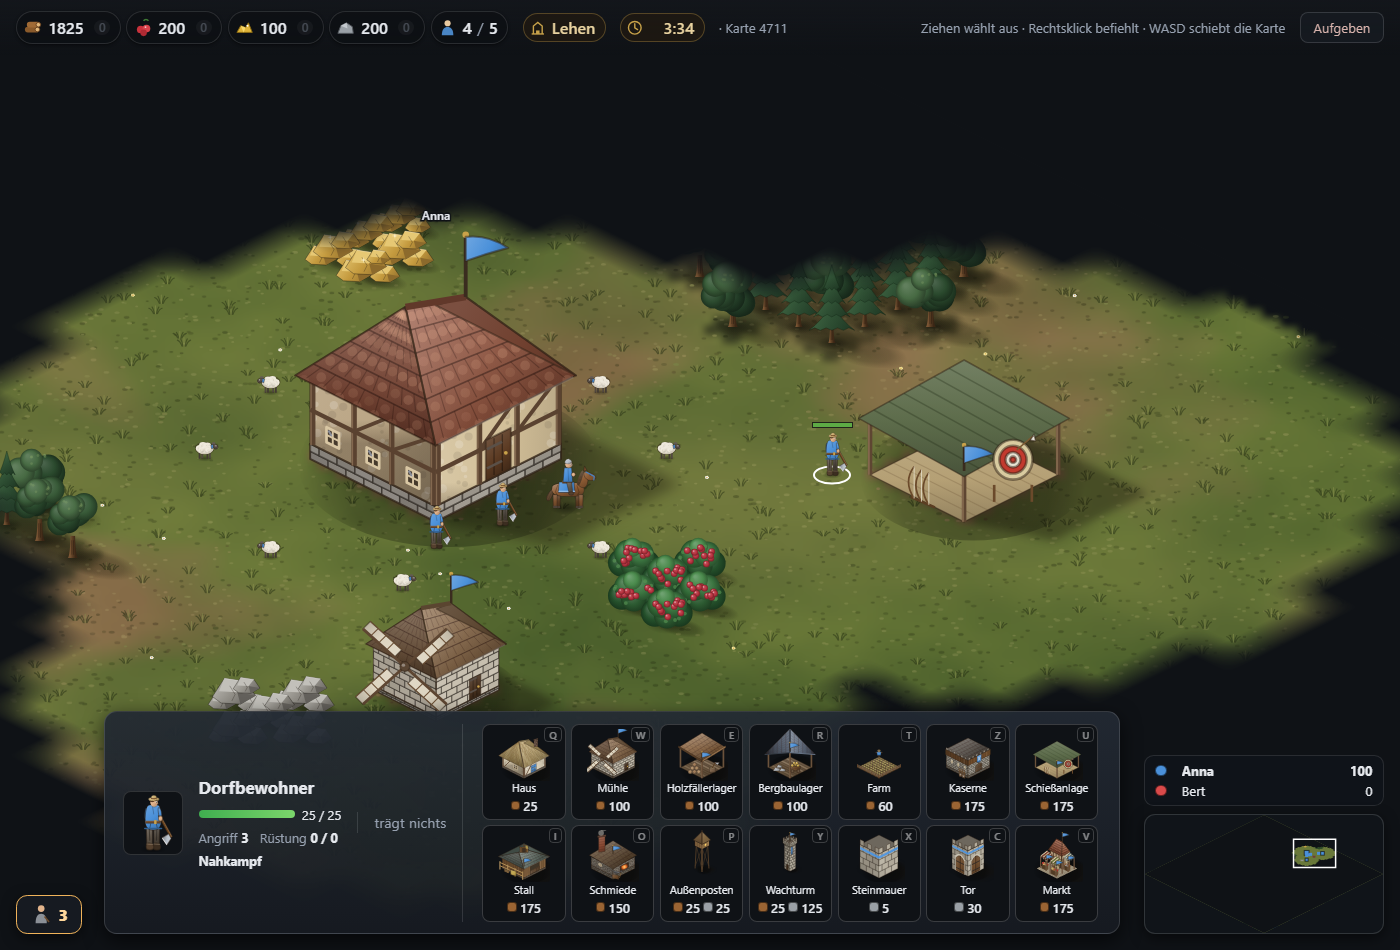 1825 0 200 0 100 0 200 0 4 / 5 Lehen 3:34 · Karte 4711 Ziehen wählt aus · Rechtsklick befiehlt · WASD schiebt die Karte Aufgeben
Anna
Dorfbewohner
25 / 25
Angriff 3 Rüstung 0 / 0
Nahkampf
trägt nichts
Q W E R T Z U
Haus Mühle Holzfällerlager Bergbaulager Farm Kaserne Schießanlage
25 100 100 100 60 175 175
I O P Y X C V
Stall Schmiede Außenposten Wachturm Steinmauer Tor Markt
175 150 25 25 25 125 5 30 175
Anna 100
Bert 0
3